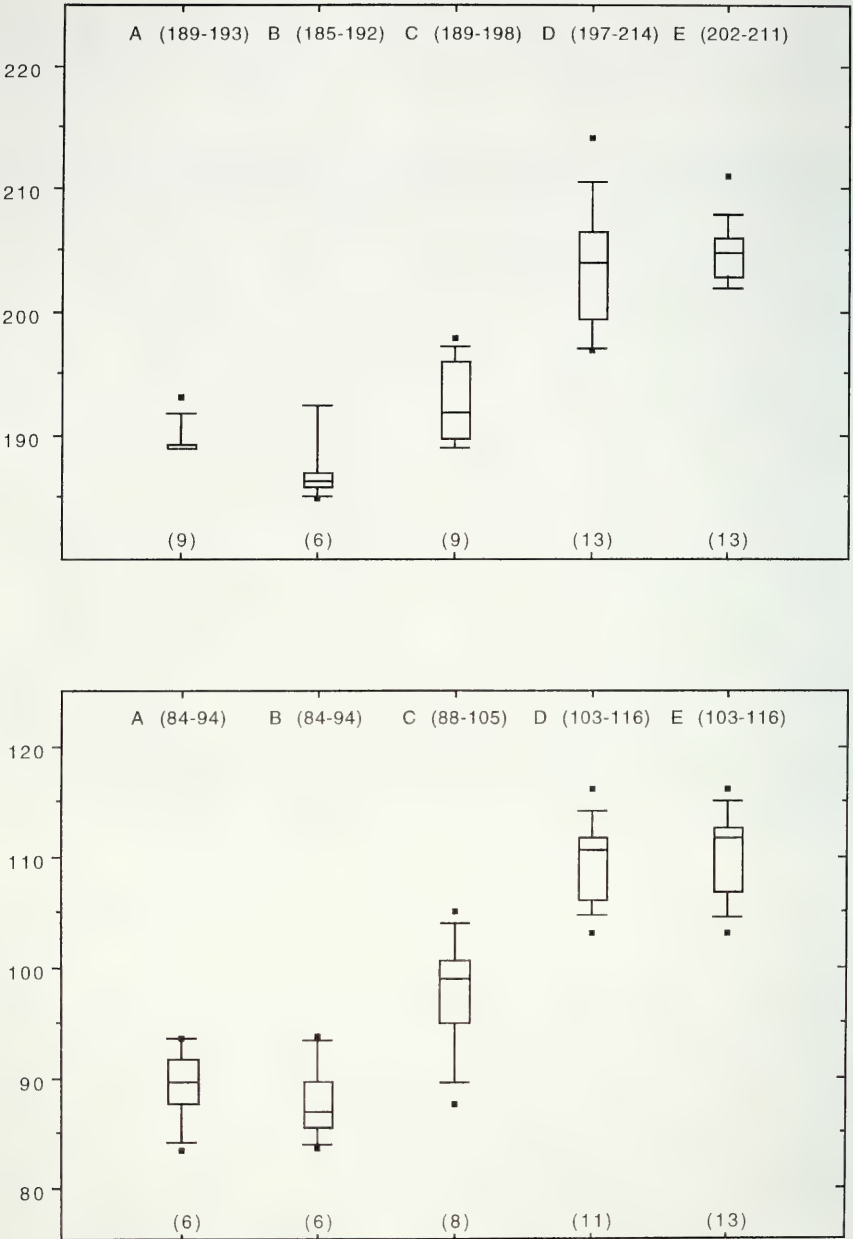 A (189-193) B (185-192) C (189-198) D (197-214) E (202-211)
220
210
200
190
(9) (6) (9) (13) (13)
A (84-94) B (84-94) C (88-105) D (103-116) E (103-116)
120
110
100
90
80
(6) (6) (8) (11) (13)